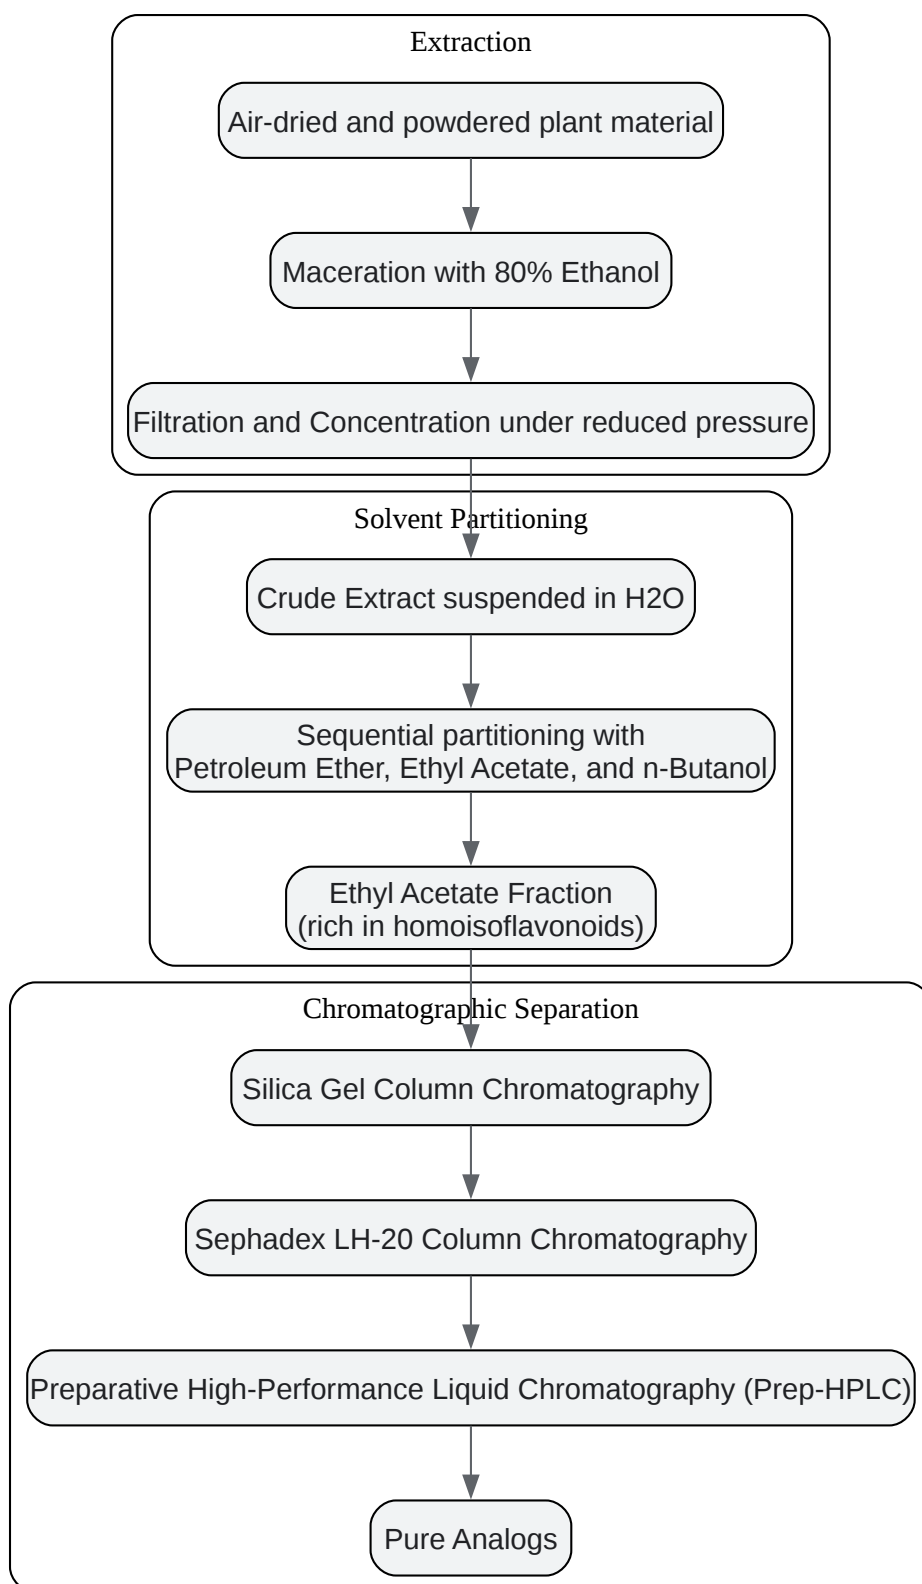 Extraction
Air-dried and powdered plant material
Maceration with 80% Ethanol
Filtration and Concentration under reduced pressure
Solvent Partitioning
Crude Extract suspended in H2O
Sequential partitioning with
Petroleum Ether, Ethyl Acetate, and n-Butanol
Ethyl Acetate Fraction
(rich in homoisoflavonoids)
Chromatographic Separation
Silica Gel Column Chromatography
Sephadex LH-20 Column Chromatography
Preparative High-Performance Liquid Chromatography (Prep-HPLC)
Pure Analogs